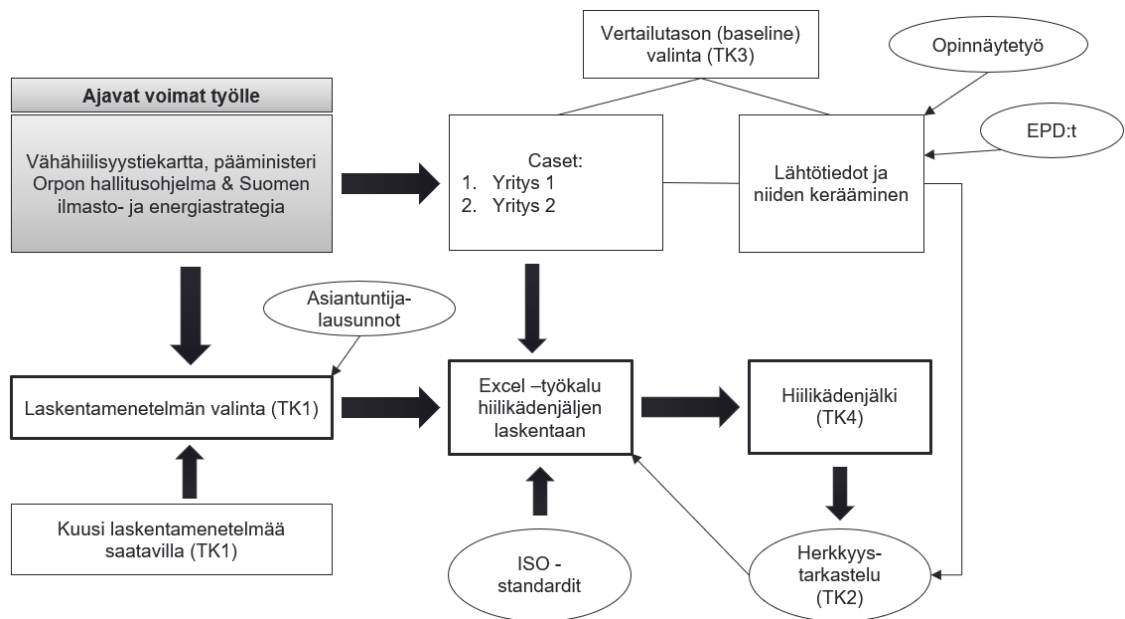 Vertailutason (baseline)
valinta (TK3)
Opinnäytetyö
Ajavat voimat työlle
EPD:t
Vähähiilisyystiekartta, pääministeri
Orpon hallitusohjelma & Suomen
ilmasto- ja energiastrategia
Caset:
1. Yritys 1
2. Yritys 2
Lähtötiedot ja
niiden kerääminen
Asiantuntija-
lausunnot
Laskentamenetelmän valinta (TK1)
Excel –työkalu
hiilikädenjäljen
laskentaan
Hiilikädenjälki
(TK4)
Kuusi laskentamenetelmää
saatavilla (TK1)
ISO -
standardit
Herkkyys-
tarkastelu
(TK2)